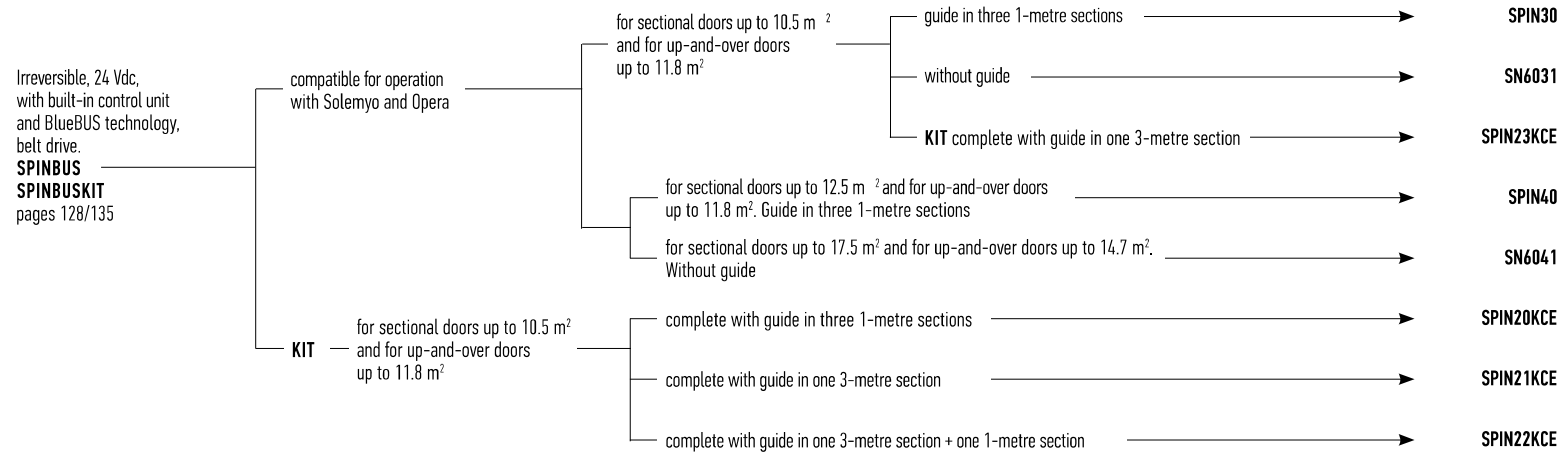 Irreversible, 24 Vdc,
with built-in control unit
and BlueBUS technology,
belt drive.
SPINBUS
SPINBUSKIT
pages 128/135
compatible for operation
with Solemyo and Opera
for sectional doors up to 10.5 m ²
and for up-and-over doors
up to 11.8 m²
guide in three 1-metre sections
SPIN30
without guide
SN6031
KIT complete with guide in one 3-metre section
SPIN23KCE
for sectional doors up to 12.5 m ² and for up-and-over doors
up to 11.8 m². Guide in three 1-metre sections
SPIN40
for sectional doors up to 17.5 m² and for up-and-over doors up to 14.7 m².
Without guide
SN6041
KIT
for sectional doors up to 10.5 m²
and for up-and-over doors
up to 11.8 m²
complete with guide in three 1-metre sections
SPIN20KCE
complete with guide in one 3-metre section
SPIN21KCE
complete with guide in one 3-metre section + one 1-metre section
SPIN22KCE